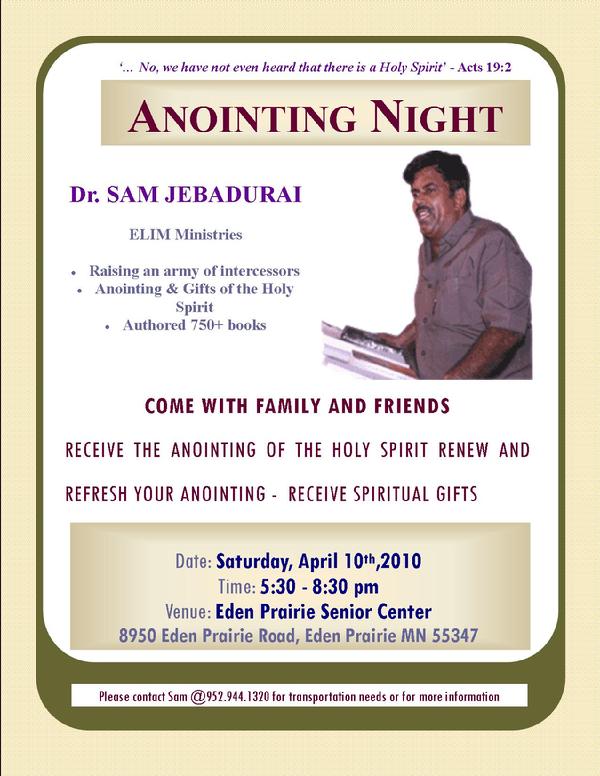 ‘... No, we have not even heard that there is a Holy Spirit’ - Acts 19:2
ANOINTING NIGHT
Dr. SAM JEBADURAI
ELIM Ministries
• Raising an army of intercessors
• Anointing & Gifts of the Holy
Spirit
• Authored 750+ books
COME WITH FAMILY AND FRIENDS
RECEIVE THE ANOINTING OF THE HOLY SPIRIT RENEW AND
REFRESH YOUR ANOINTING - RECEIVE SPIRITUAL GIFTS
Date: Saturday, April 10th,2010
Time: 5:30 - 8:30 pm
Venue: Eden Prairie Senior Center
8950 Eden Prairie Road, Eden Prairie MN 55347
Please contact Sam @952.944.1320 for transportation needs or for more information